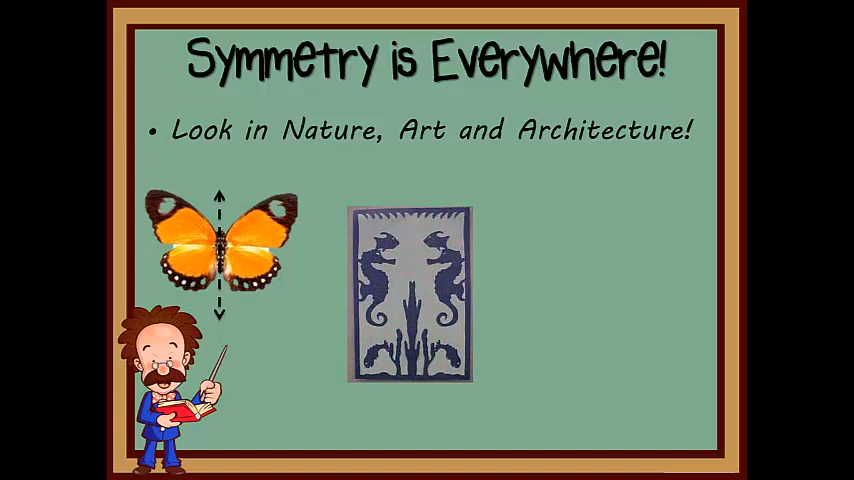 Symmetry is Everywhere!
• Look in Nature, Art and Architecture!